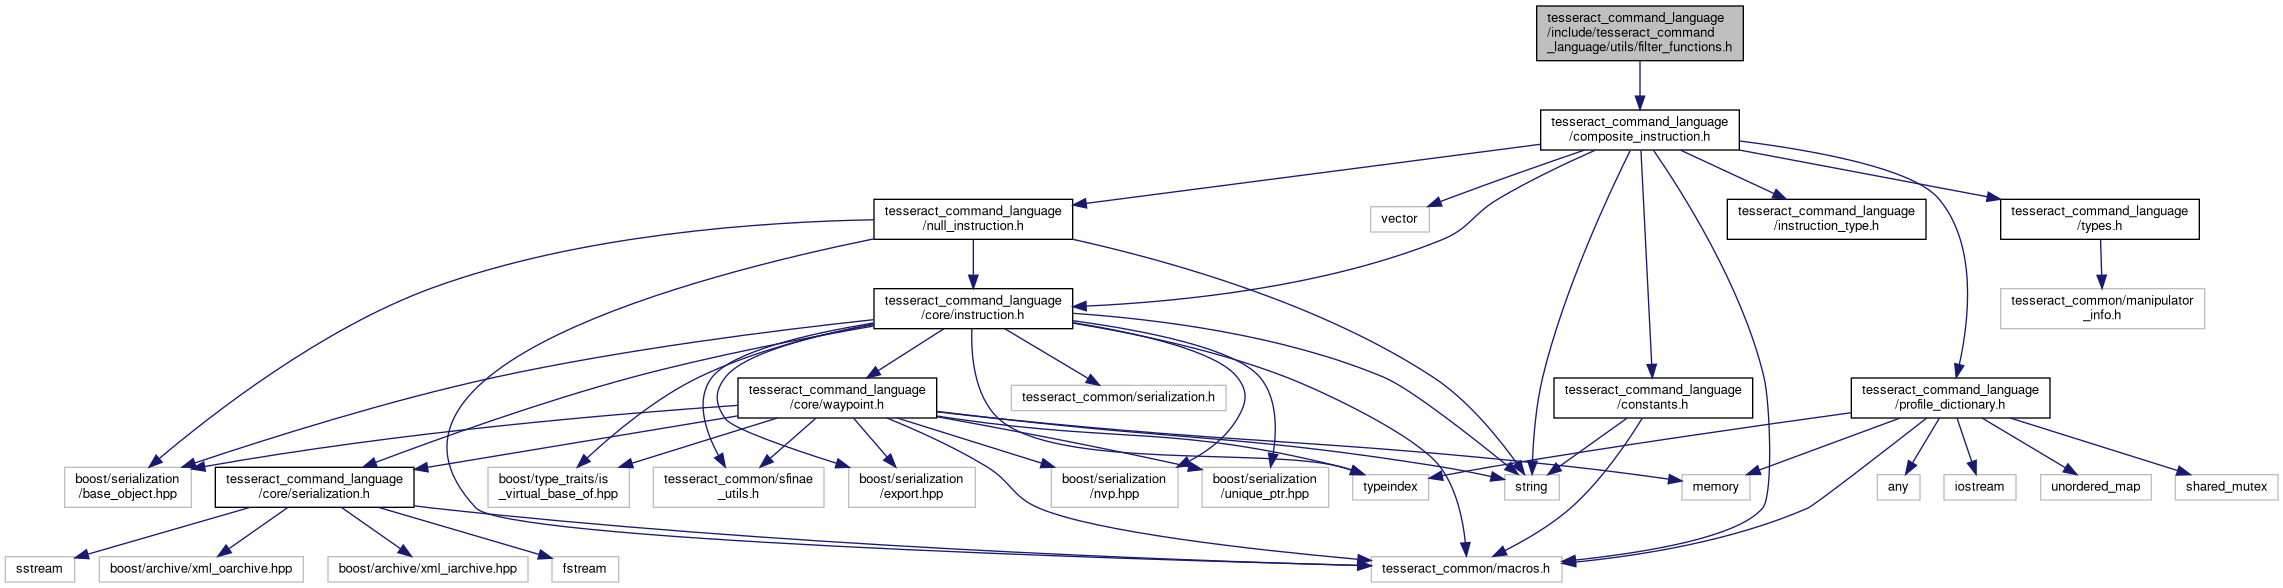 tesseract_command_language
/include/tesseract_command
_language/utils/filter_functions.h
tesseract_command_language
/composite_instruction.h
tesseract_command_language
/null_instruction.h
vector
tesseract_command_language
/instruction_type.h
tesseract_command_language
/types.h
tesseract_command_language
/core/instruction.h
tesseract_common/manipulator
_info.h
tesseract_command_language
/core/waypoint.h
tesseract_common/serialization.h
tesseract_command_language
/constants.h
tesseract_command_language
/profile_dictionary.h
boost/serialization
/base_object.hpp
tesseract_command_language
/core/serialization.h
boost/type_traits/is
_virtual_base_of.hpp
tesseract_common/sfinae
_utils.h
boost/serialization
/export.hpp
boost/serialization
/nvp.hpp
boost/serialization
/unique_ptr.hpp
typeindex
string
memory
any
iostream
unordered_map
shared_mutex
sstream
boost/archive/xml_oarchive.hpp
boost/archive/xml_iarchive.hpp
fstream
tesseract_common/macros.h